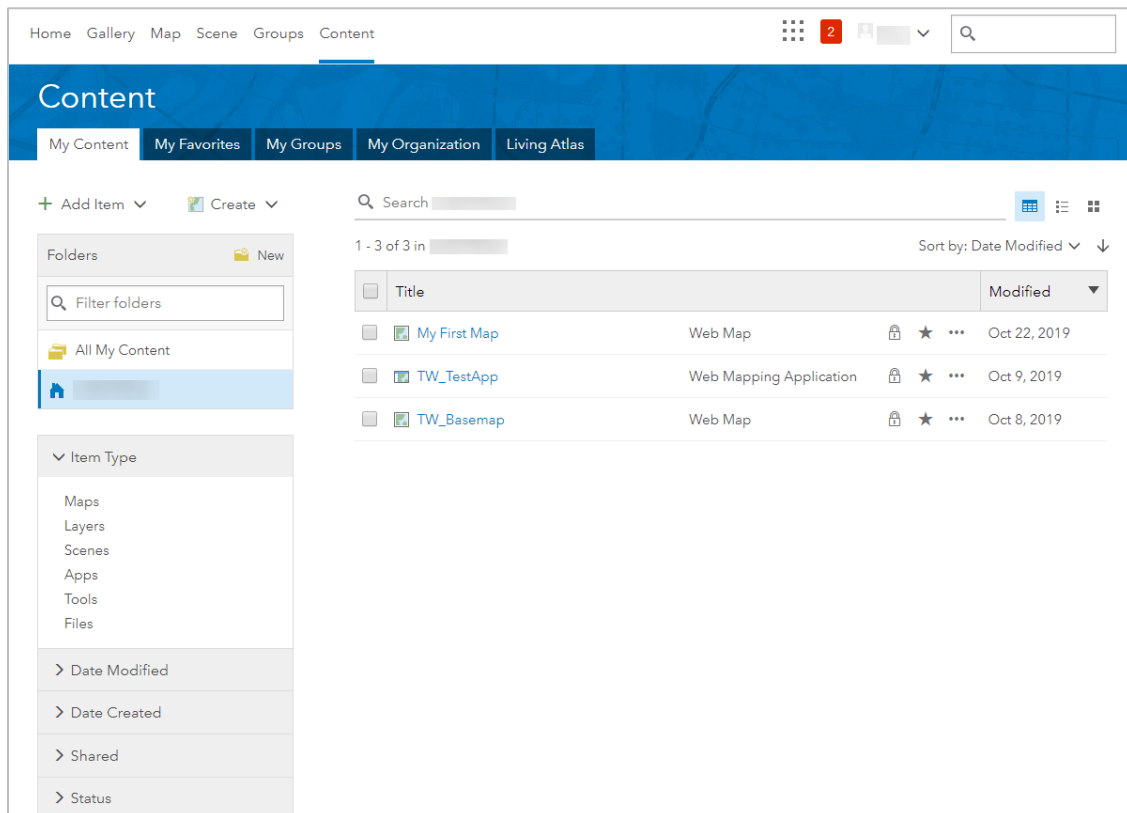 Home Gallery Map Scene Groups Content
2
Content
My Content My Favorites My Groups My Organization Living Atlas
Add Item Create
Search
Folders New
1 - 3 of 3 in
Sort by: Date Modified
Filter folders
Title Modified
All My Content
My First Map Web Map Oct 22, 2019
TW_TestApp Web Mapping Application Oct 9, 2019
TW_Basemap Web Map Oct 8, 2019
Item Type
Maps
Layers
Scenes
Apps
Tools
Files
Date Modified
Date Created
Shared
Status